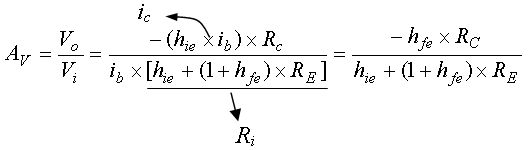 i_c
A_V = V_o / V_i = − (h_ie × i_b) × R_c / i_b × [h_ie + (1 + h_fe) × R_E] = − h_fe × R_C / h_ie + (1 + h_fe) × R_E
R_i